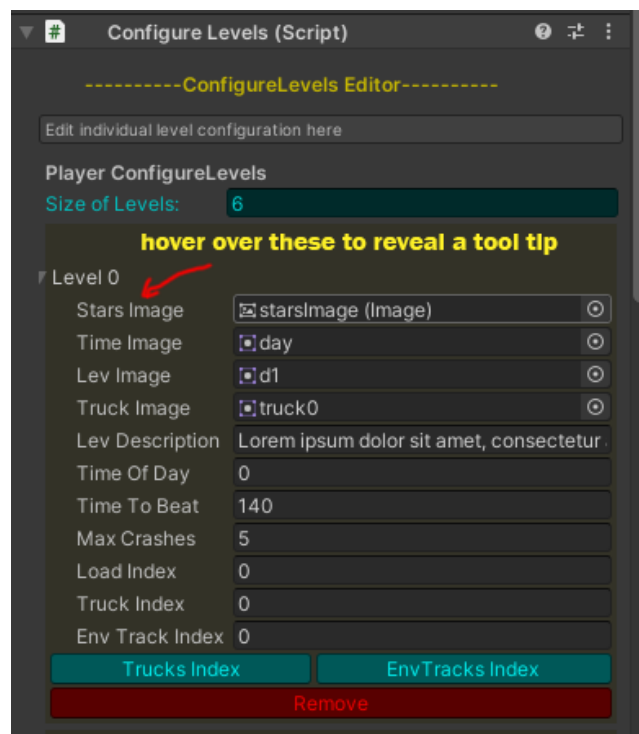 # Configure Levels (Script)
----------ConfigureLevels Editor----------
Edit individual level configuration here
Player ConfigureLevels
Size of Levels: 6
hover over these to reveal a tool tip
Level 0
Stars Image starsImage (Image)
Time Image day
Lev Image d1
Truck Image truck0
Lev Description Lorem ipsum dolor sit amet, consectetur
Time Of Day 0
Time To Beat 140
Max Crashes 5
Load Index 0
Truck Index 0
Env Track Index 0
Trucks Index EnvTracks Index
Remove